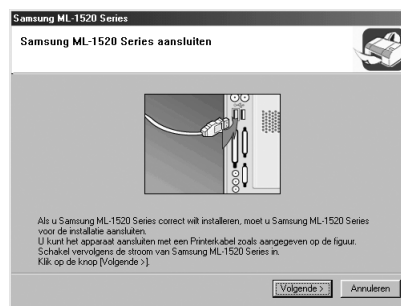 Samsung ML-1520 Series
Samsung ML-1520 Series aansluiten
Als u Samsung ML-1520 Series correct wilt installeren, moet u Samsung ML-1520 Series
voor de installatie aansluiten.
U kunt het apparaat aansluiten met een Printerkabel zoals aangegeven op de figuur.
Schakel vervolgens de stroom van Samsung ML-1520 Series in.
Klik op de knop [Volgende >].
Volgende > Annuleren